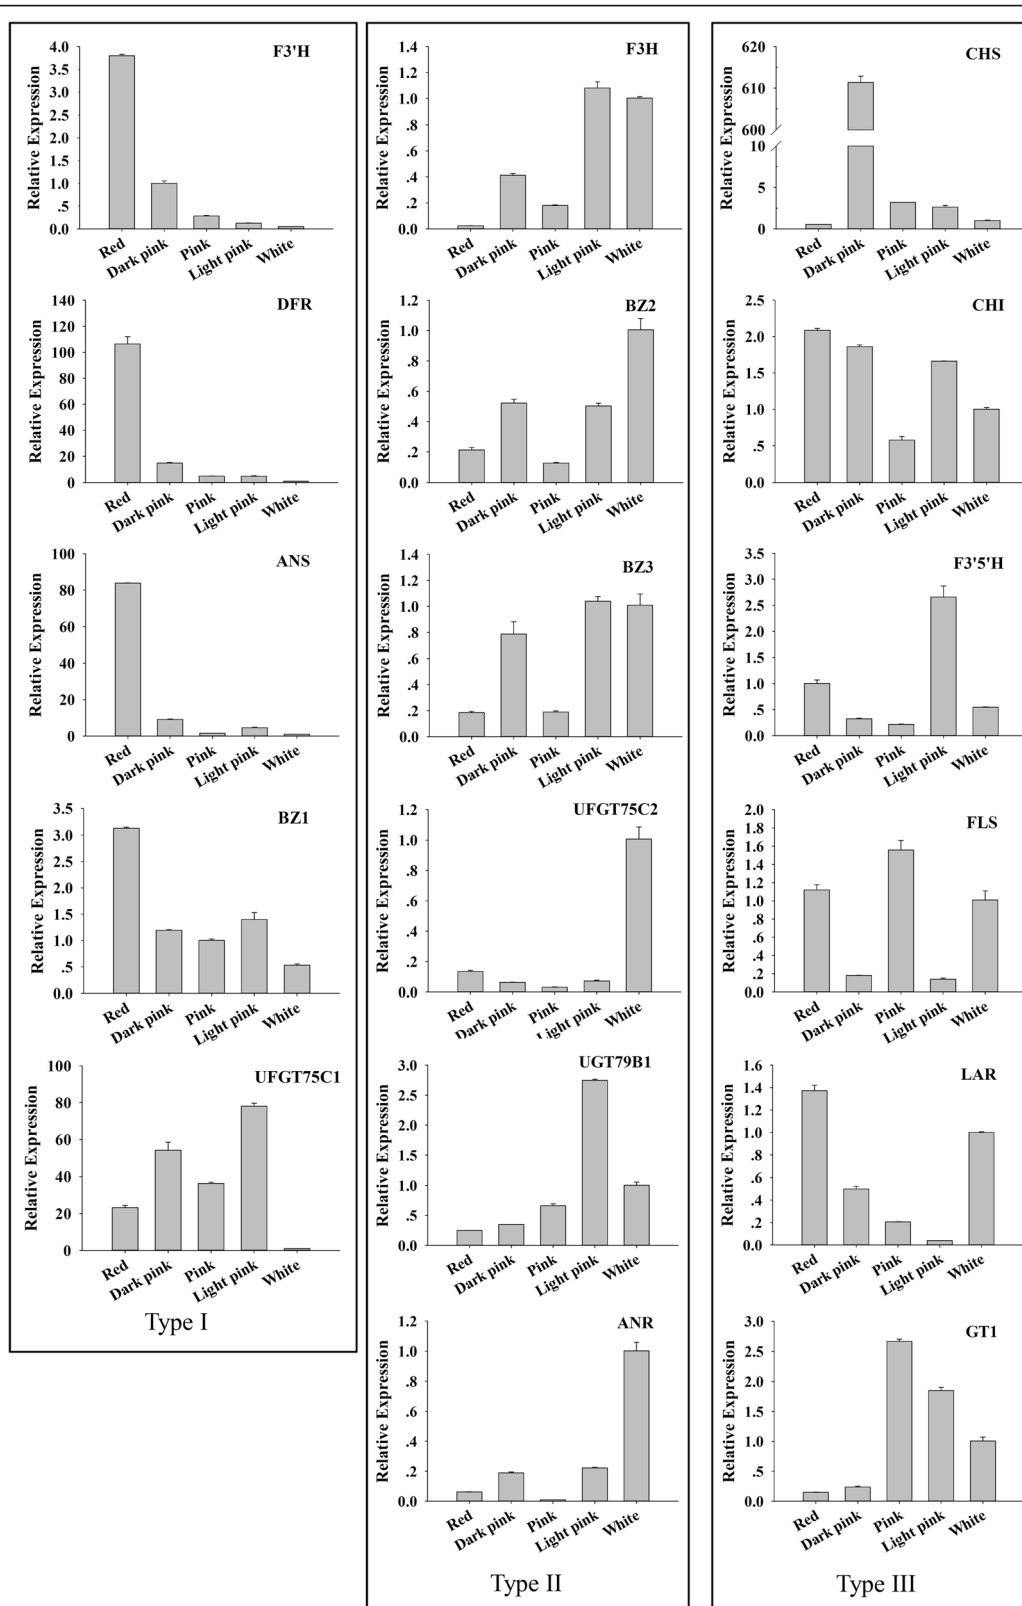 F3'H
Relative Expression
4.0
3.5
3.0
2.5
2.0
1.5
1.0
.5
0.0
Red
Dark pink
Pink
Light pink
White
DFR
Relative Expression
140
120
100
80
60
40
20
0
Red
Dark pink
Pink
Light pink
White
ANS
Relative Expression
100
80
60
40
20
0
Red
Dark pink
Pink
Light pink
White
BZ1
Relative Expression
3.5
3.0
2.5
2.0
1.5
1.0
.5
0.0
Red
Dark pink
Pink
Light pink
White
UFGT75C1
Relative Expression
100
80
60
40
20
0
Red
Dark pink
Pink
Light pink
White
Type I
F3H
Relative Expression
1.4
1.2
1.0
.8
.6
.4
.2
0.0
Red
Dark pink
Pink
Light pink
White
BZ2
Relative Expression
1.2
1.0
.8
.6
.4
.2
0.0
Red
Dark pink
Pink
Light pink
White
BZ3
Relative Expression
1.4
1.2
1.0
.8
.6
.4
.2
0.0
Red
Dark pink
Pink
Light pink
White
UFGT75C2
Relative Expression
1.2
1.0
.8
.6
.4
.2
0.0
Red
Dark pink
Pink
Light pink
White
UGT79B1
Relative Expression
3.0
2.5
2.0
1.5
1.0
0.5
0.0
Red
Dark pink
Pink
Light pink
White
ANR
Relative Expression
1.2
1.0
.8
.6
.4
.2
0.0
Red
Dark pink
Pink
Light pink
White
Type II
CHS
Relative Expression
620
610
600
10
5
0
Red
Dark pink
Pink
Light pink
White
CHI
Relative Expression
2.5
2.0
1.5
1.0
.5
0.0
Red
Dark pink
Pink
Light pink
White
F3'5'H
Relative Expression
3.5
3.0
2.5
2.0
1.5
1.0
.5
0.0
Red
Dark pink
Pink
Light pink
White
FLS
Relative Expression
2.0
1.8
1.6
1.4
1.2
1.0
.8
.6
.4
.2
0.0
Red
Dark pink
Pink
Light pink
White
LAR
Relative Expression
1.6
1.4
1.2
1.0
.8
.6
.4
.2
0.0
Red
Dark pink
Pink
Light pink
White
GT1
Relative Expression
3.0
2.5
2.0
1.5
1.0
.5
0.0
Red
Dark pink
Pink
Light pink
White
Type III